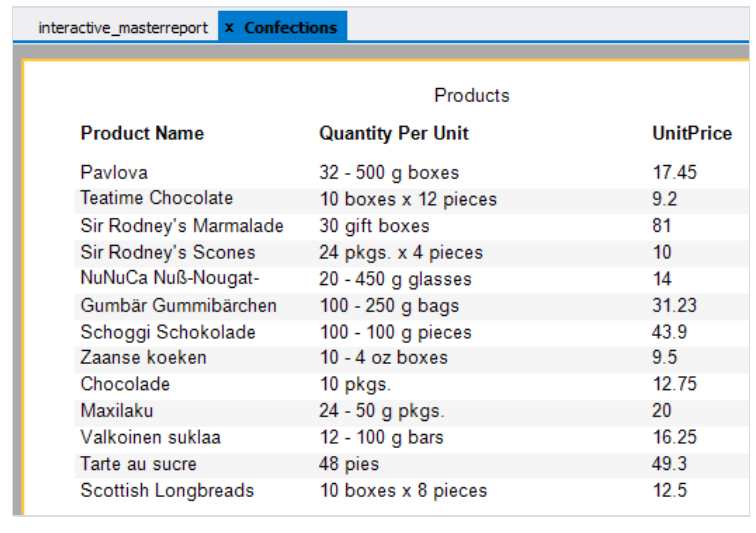 interactive_masterreport x Confections
Products
Product Name Quantity Per Unit UnitPrice
Pavlova 32 - 500 g boxes 17.45
Teatime Chocolate 10 boxes x 12 pieces 9.2
Sir Rodney's Marmalade 30 gift boxes 81
Sir Rodney's Scones 24 pkgs. x 4 pieces 10
NuNuCa Nuß-Nougat- 20 - 450 g glasses 14
Gumbär Gummibärchen 100 - 250 g bags 31.23
Schoggi Schokolade 100 - 100 g pieces 43.9
Zaanse koeken 10 - 4 oz boxes 9.5
Chocolade 10 pkgs. 12.75
Maxilaku 24 - 50 g pkgs. 20
Valkoinen suklaa 12 - 100 g bars 16.25
Tarte au sucre 48 pies 49.3
Scottish Longbreads 10 boxes x 8 pieces 12.5